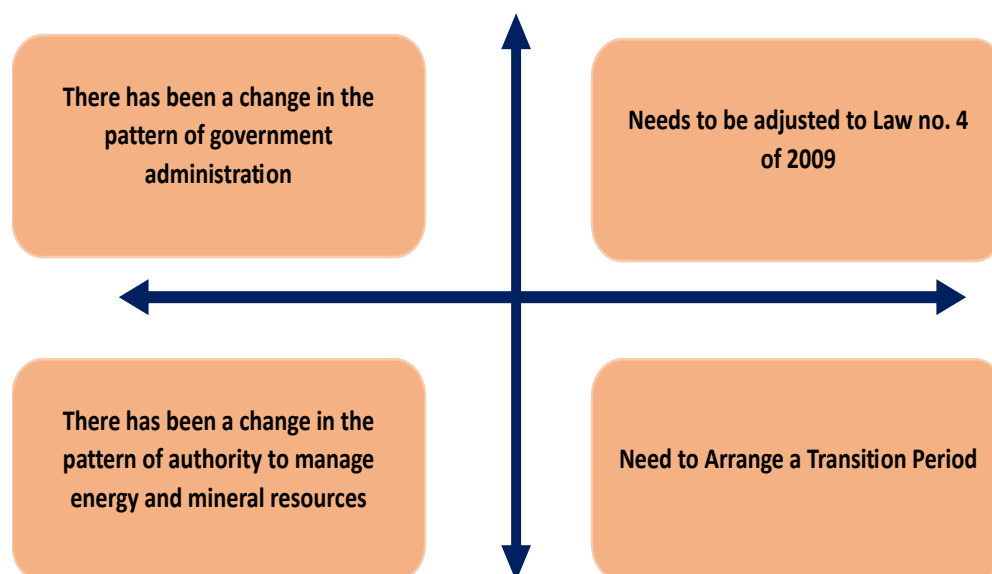 There has been a change in the
pattern of government
administration
Needs to be adjusted to Law no. 4
of 2009
There has been a change in the
pattern of authority to manage
energy and mineral resources
Need to Arrange a Transition Period